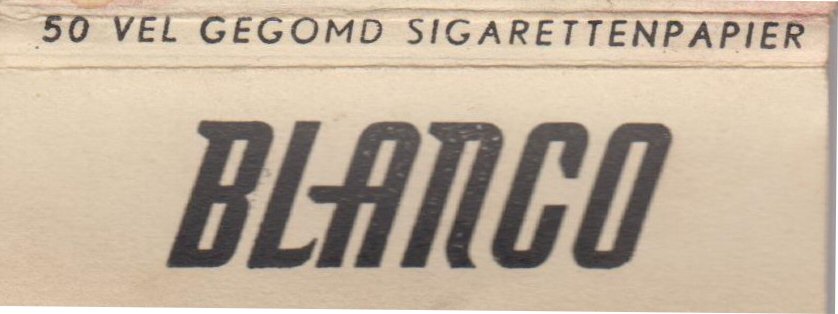 50 VEL GEGOMD SIGARETTENPAPIER
BLANCO